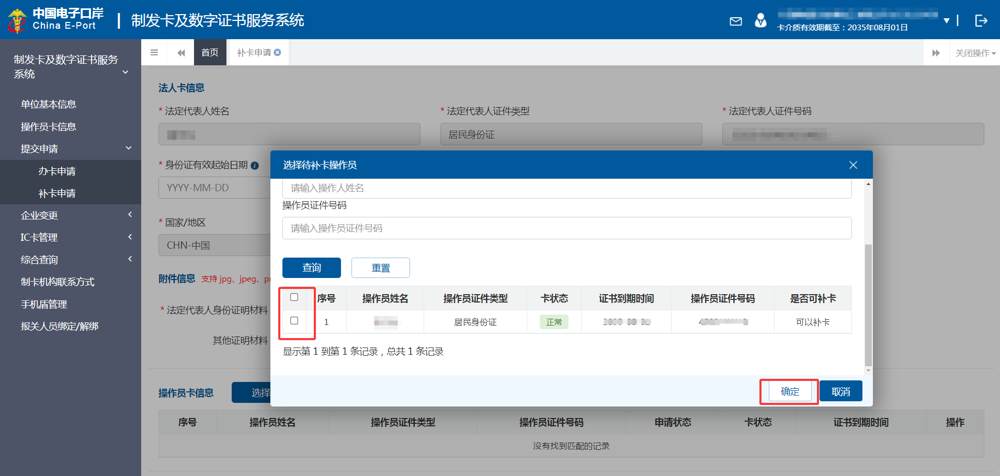 中国电子口岸
China E-Port
制发卡及数字证书服务系统
卡介质有效期截至：2035年08月01日
制发卡及数字证书服务
系统
单位基本信息
操作员卡信息
提交申请
办卡申请
补卡申请
企业变更
IC卡管理
综合查询
制卡机构联系方式
手机盾管理
报关人员绑定/解绑
首页
补卡申请
关闭操作
法人卡信息
* 法定代表人姓名
* 法定代表人证件类型
* 法定代表人证件号码
居民身份证
* 身份证有效起始日期
YYYY-MM-DD
* 国家/地区
CHN-中国
附件信息 支持 jpg、jpeg、
* 法定代表人身份证明材料
其他证明材料
选择待补卡操作员
请输入操作人姓名
操作员证件号码
请输入操作员证件号码
查询
重置
序号 操作员姓名 操作员证件类型 卡状态 证书到期时间 操作员证件号码 是否可补卡
1 居民身份证 正常 可以补卡
显示第 1 到第 1 条记录，总共 1 条记录
确定
取消
操作员卡信息
选择
序号 操作员姓名 操作员证件类型 操作员证件号码 申请状态 卡状态 证书到期时间 操作
没有找到匹配的记录